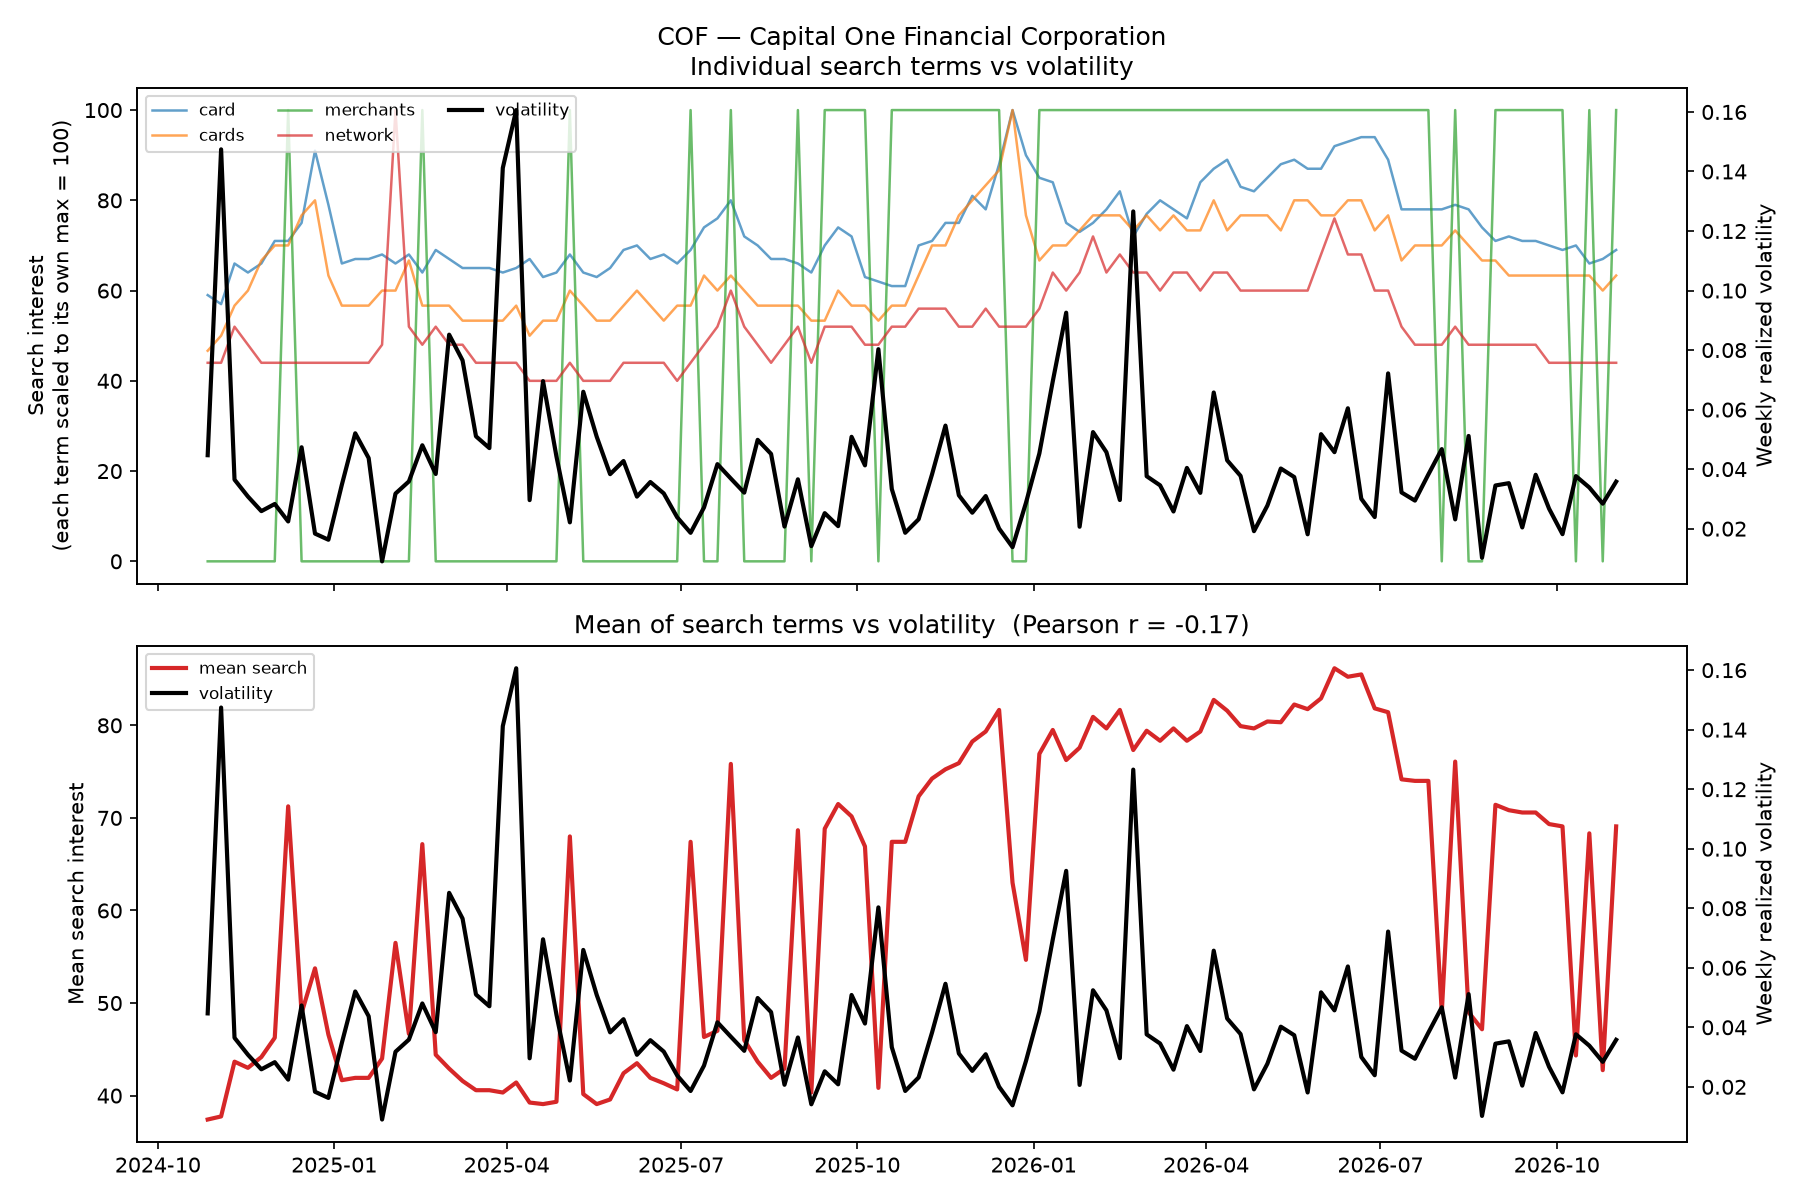 COF — Capital One Financial Corporation
Individual search terms vs volatility
card
cards
merchants
network
volatility
Search interest
(each term scaled to its own max = 100)
100
80
60
40
20
0
0.16
0.14
0.12
0.10
0.08
0.06
0.04
0.02
Weekly realized volatility
Mean of search terms vs volatility  (Pearson r = -0.17)
mean search
volatility
Mean search interest
80
70
60
50
40
0.16
0.14
0.12
0.10
0.08
0.06
0.04
0.02
Weekly realized volatility
2024-10
2025-01
2025-04
2025-07
2025-10
2026-01
2026-04
2026-07
2026-10